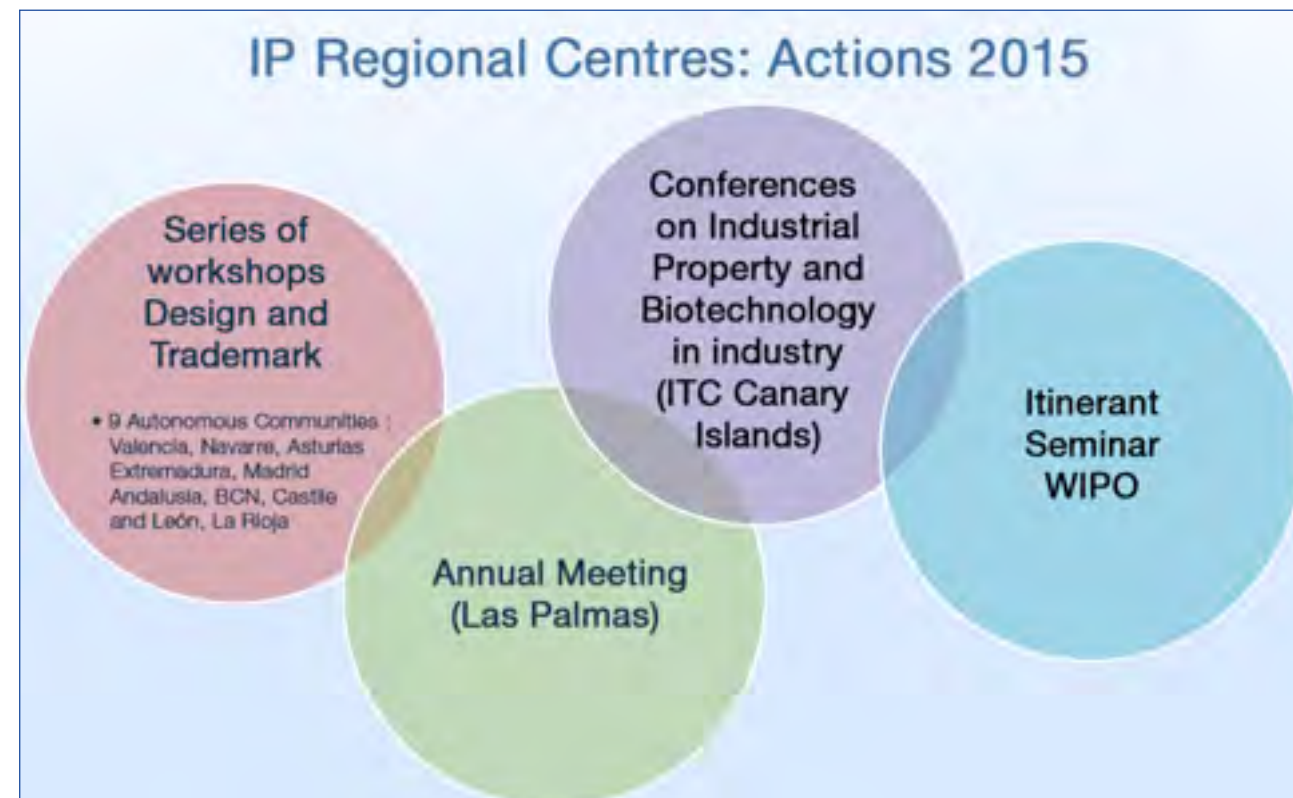 IP Regional Centres: Actions 2015
Series of
workshops
Design and
Trademark
• 9 Autonomous Communities :
Valencia, Navarre, Asturias
Extremadura, Madrid
Andalusia, BCN, Castile
and León, La Rioja
Annual Meeting
(Las Palmas)
Conferences
on Industrial
Property and
Biotechnology
in industry
(ITC Canary
Islands)
Itinerant
Seminar
WIPO